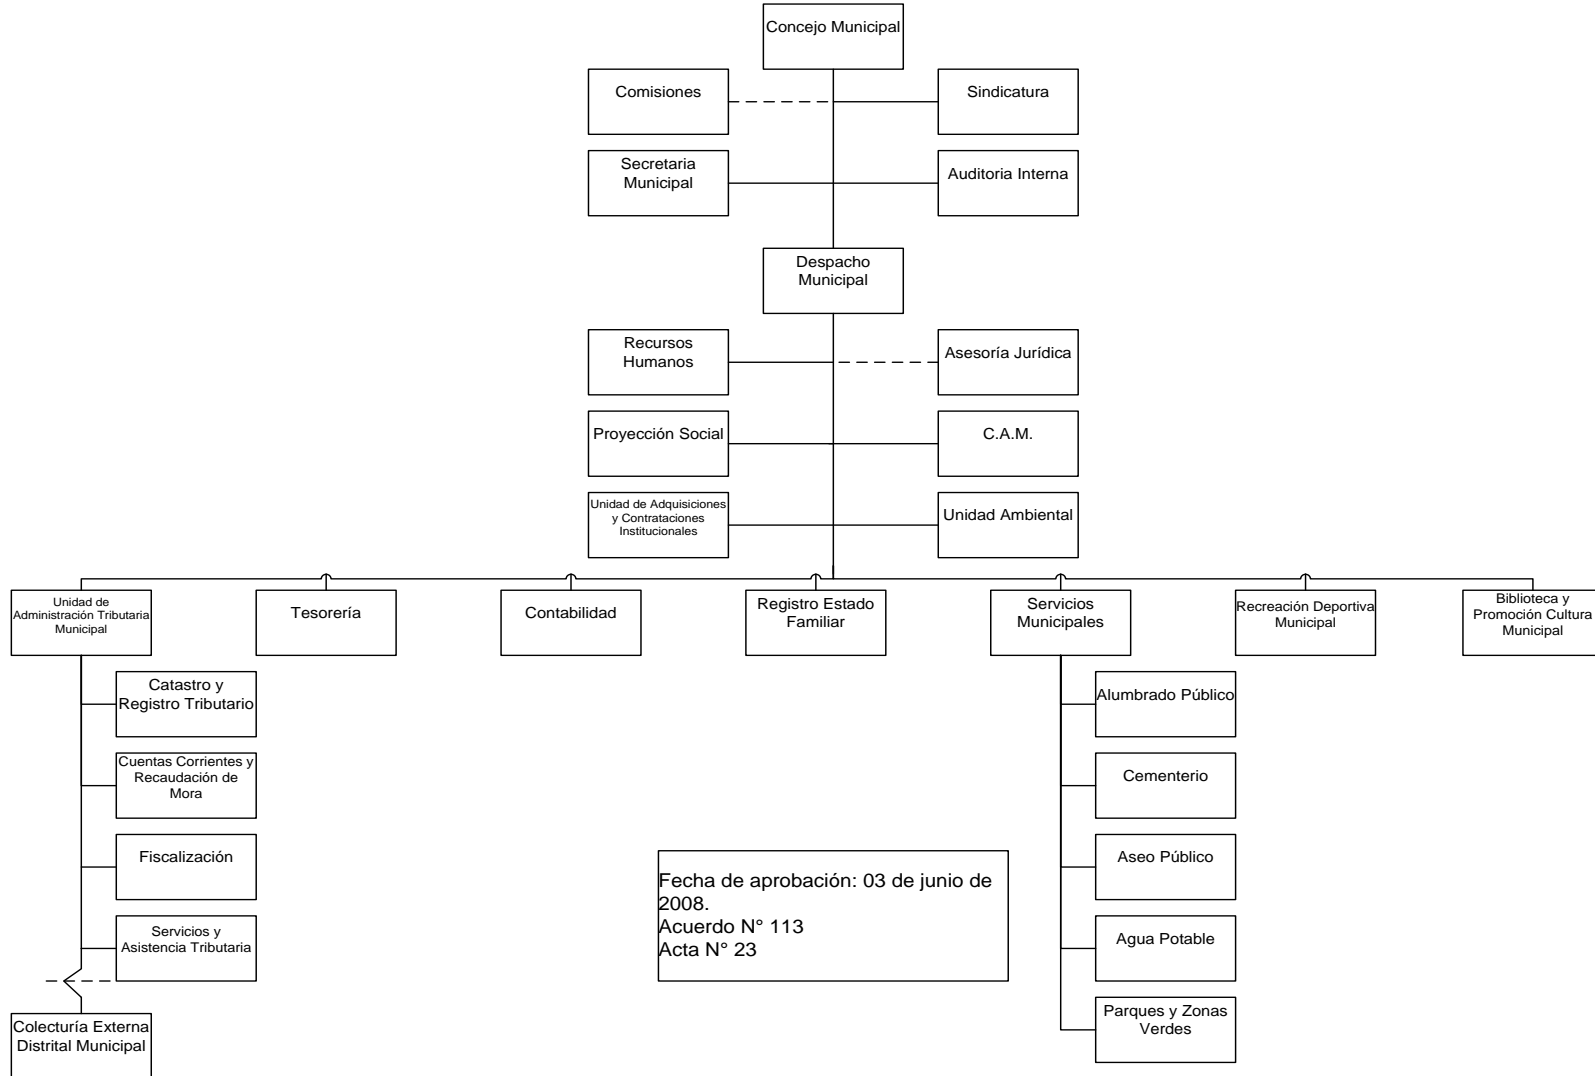 Concejo Municipal
Comisiones
Sindicatura
Secretaria
Municipal
Auditoria Interna
Despacho
Municipal
Recursos
Humanos
Asesoría Jurídica
Proyección Social
C.A.M.
Unidad de Adquisiciones
y Contrataciones
Institucionales
Unidad Ambiental
Unidad de
Administración Tributaria
Municipal
Tesorería
Contabilidad
Registro Estado
Familiar
Servicios
Municipales
Recreación Deportiva
Municipal
Biblioteca y
Promoción Cultura
Municipal
Catastro y
Registro Tributario
Cuentas Corrientes y
Recaudación de
Mora
Fiscalización
Servicios y
Asistencia Tributaria
Colecturía Externa
Distrital Municipal
Alumbrado Público
Cementerio
Aseo Público
Agua Potable
Parques y Zonas
Verdes
Fecha de aprobación: 03 de junio de
2008.
Acuerdo N° 113
Acta N° 23